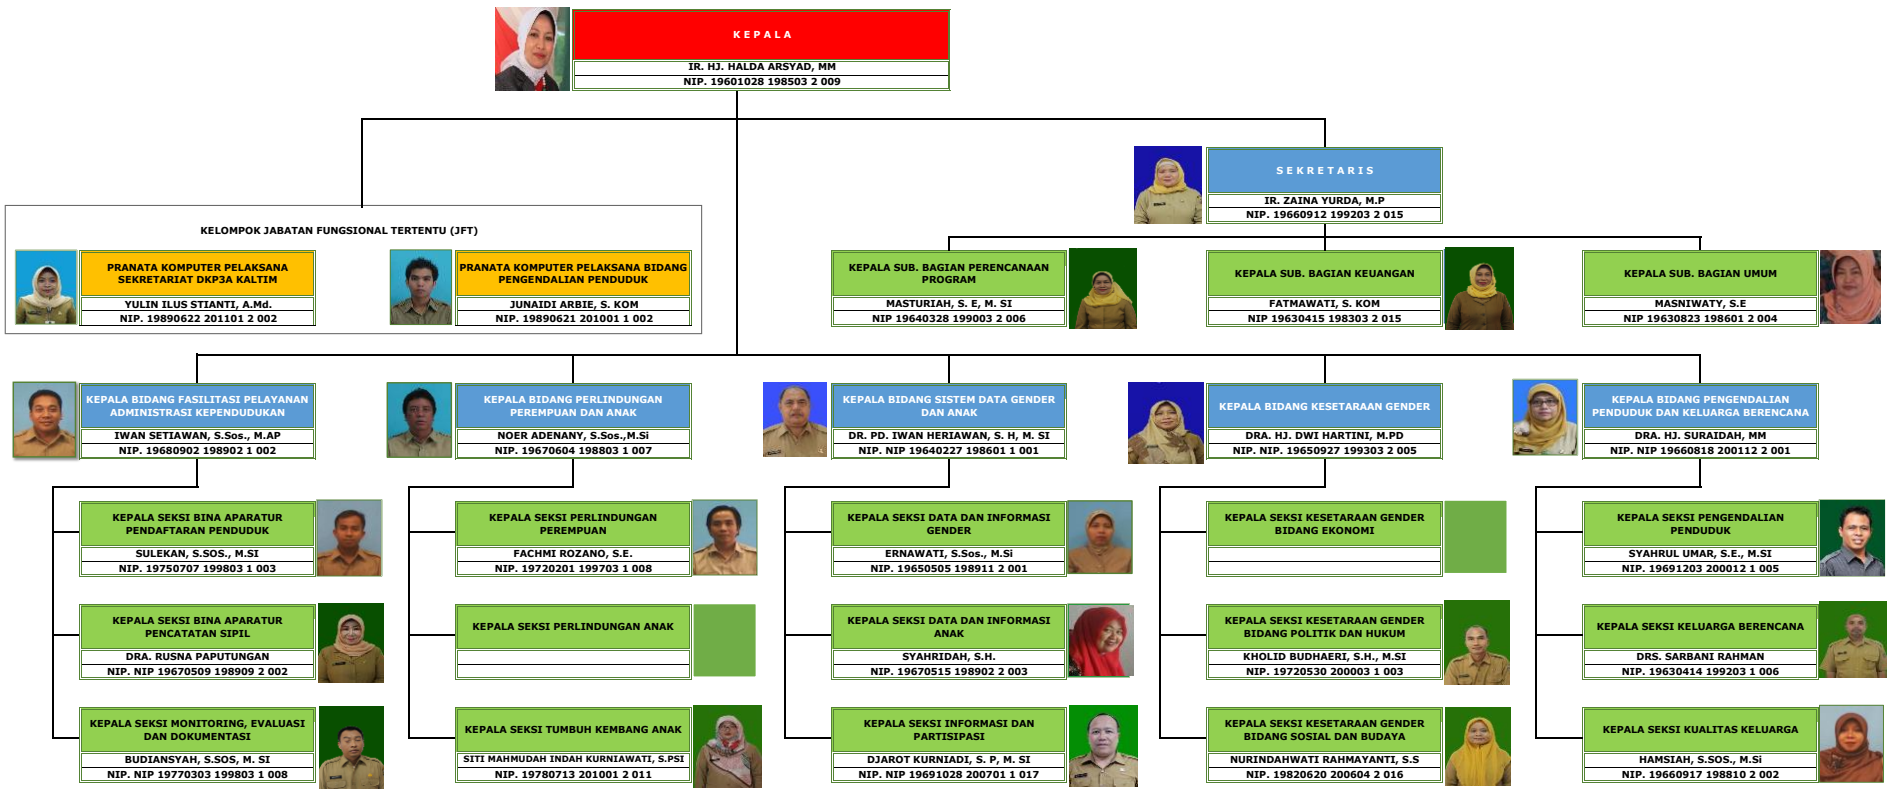 K E P A L A
IR. HJ. HALDA ARSYAD, MM
NIP. 19601028 198503 2 009
S E K R E T A R I S
IR. ZAINA YURDA, M.P
NIP. 19660912 199203 2 015
KELOMPOK JABATAN FUNGSIONAL TERTENTU (JFT)
PRANATA KOMPUTER PELAKSANA
SEKRETARIAT DKP3A KALTIM
YULIN ILUS STIANTI, A.Md.
NIP. 19890622 201101 2 002
PRANATA KOMPUTER PELAKSANA BIDANG
PENGENDALIAN PENDUDUK
JUNAIDI ARBIE, S. KOM
NIP. 19890621 201001 1 002
KEPALA SUB. BAGIAN PERENCANAAN
PROGRAM
MASTURIAH, S. E, M. SI
NIP 19640328 199003 2 006
KEPALA SUB. BAGIAN KEUANGAN
FATMAWATI, S. KOM
NIP 19630415 198303 2 015
KEPALA SUB. BAGIAN UMUM
MASNIWATY, S.E
NIP 19630823 198601 2 004
KEPALA BIDANG FASILITASI PELAYANAN
ADMINISTRASI KEPENDUDUKAN
IWAN SETIAWAN, S.Sos., M.AP
NIP. 19680902 198902 1 002
KEPALA BIDANG PERLINDUNGAN
PEREMPUAN DAN ANAK
NOER ADENANY, S.Sos.,M.Si
NIP. 19670604 198803 1 007
KEPALA BIDANG SISTEM DATA GENDER
DAN ANAK
DR. PD. IWAN HERIAWAN, S. H, M. SI
NIP. NIP 19640227 198601 1 001
KEPALA BIDANG KESETARAAN GENDER
DRA. HJ. DWI HARTINI, M.PD
NIP. NIP. 19650927 199303 2 005
KEPALA BIDANG PENGENDALIAN
PENDUDUK DAN KELUARGA BERENCANA
DRA. HJ. SURAIDAH, MM
NIP. NIP 19660818 200112 2 001
KEPALA SEKSI BINA APARATUR
PENDAFTARAN PENDUDUK
SULEKAN, S.SOS., M.SI
NIP. 19750707 199803 1 003
KEPALA SEKSI PERLINDUNGAN
PEREMPUAN
FACHMI ROZANO, S.E.
NIP. 19720201 199703 1 008
KEPALA SEKSI DATA DAN INFORMASI
GENDER
ERNAWATI, S.Sos., M.Si
NIP. 19650505 198911 2 001
KEPALA SEKSI KESETARAAN GENDER
BIDANG EKONOMI
KEPALA SEKSI PENGENDALIAN
PENDUDUK
SYAHRUL UMAR, S.E., M.SI
NIP. 19691203 200012 1 005
KEPALA SEKSI BINA APARATUR
PENCATATAN SIPIL
DRA. RUSNA PAPUTUNGAN
NIP. NIP 19670509 198909 2 002
KEPALA SEKSI PERLINDUNGAN ANAK
KEPALA SEKSI DATA DAN INFORMASI
ANAK
SYAHRIDAH, S.H.
NIP. 19670515 198902 2 003
KEPALA SEKSI KESETARAAN GENDER
BIDANG POLITIK DAN HUKUM
KHOLID BUDHAERI, S.H., M.SI
NIP. 19720530 200003 1 003
KEPALA SEKSI KELUARGA BERENCANA
DRS. SARBANI RAHMAN
NIP. 19630414 199203 1 006
KEPALA SEKSI MONITORING, EVALUASI
DAN DOKUMENTASI
BUDIANSYAH, S.SOS, M. SI
NIP. NIP 19770303 199803 1 008
KEPALA SEKSI TUMBUH KEMBANG ANAK
SITI MAHMUDAH INDAH KURNIAWATI, S.PSI
NIP. 19780713 201001 2 011
KEPALA SEKSI INFORMASI DAN
PARTISIPASI
DJAROT KURNIADI, S. P, M. SI
NIP. NIP 19691028 200701 1 017
KEPALA SEKSI KESETARAAN GENDER
BIDANG SOSIAL DAN BUDAYA
NURINDAHWATI RAHMAYANTI, S.S
NIP. 19820620 200604 2 016
KEPALA SEKSI KUALITAS KELUARGA
HAMSIAH, S.SOS., M.Si
NIP. 19660917 198810 2 002